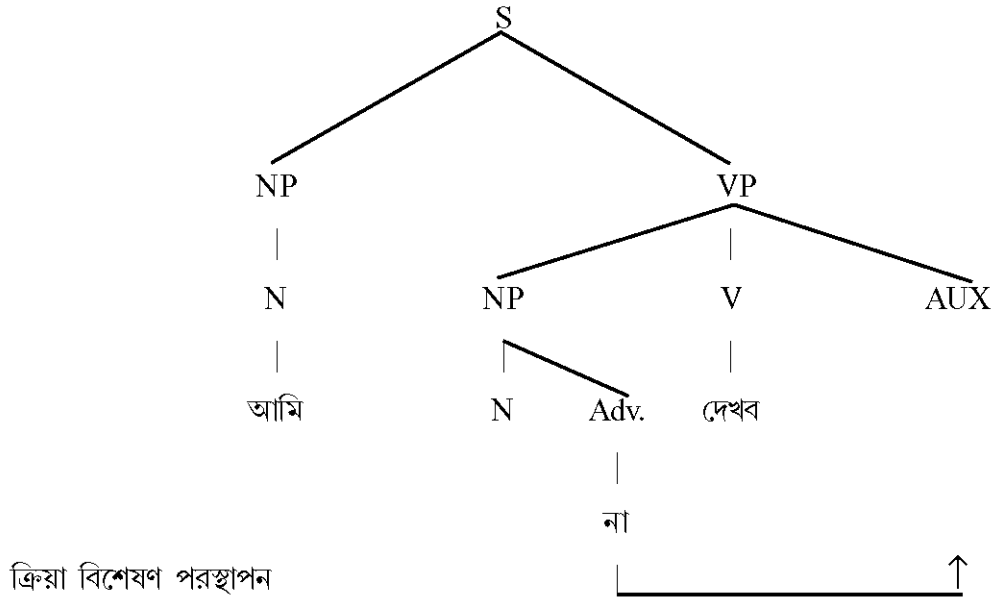 S
NP VP
N NP V AUX
আমি N Adv. দেখব
না
ক্রিয়া বিশেষণ পরস্থাপন